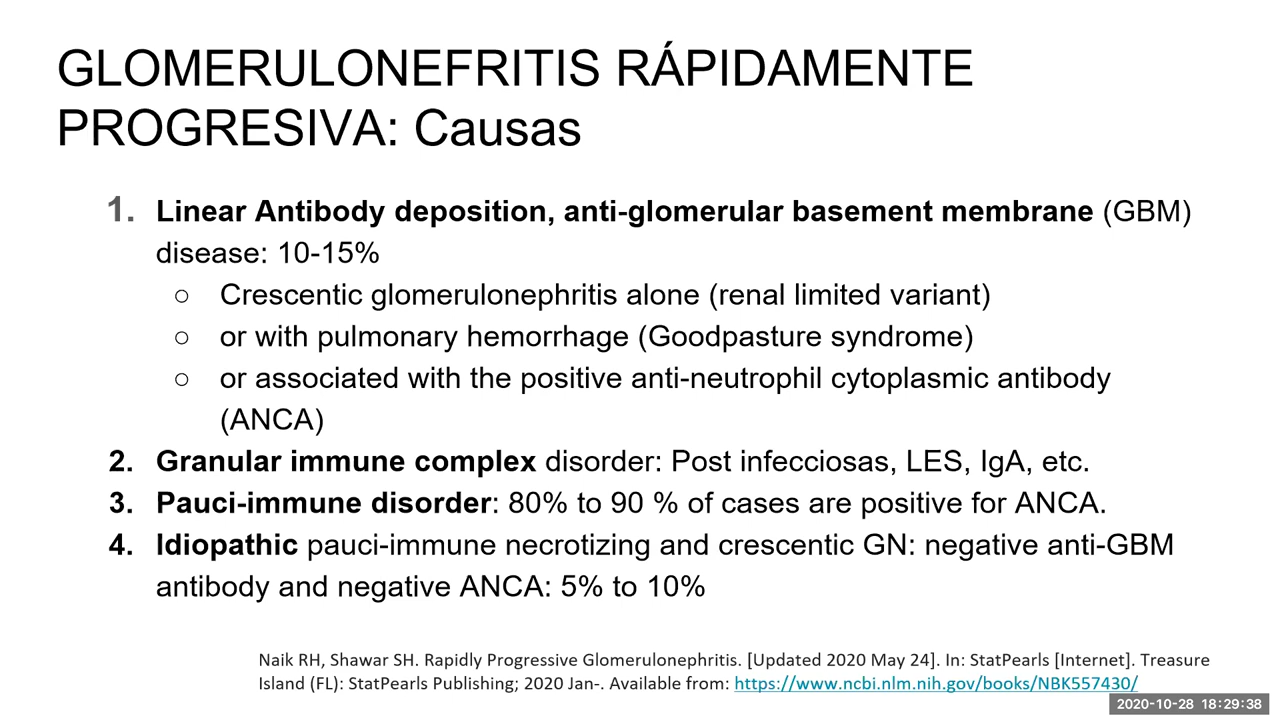 GLOMERULONEFRITIS RÁPIDAMENTE
PROGRESIVA: Causas
1. Linear Antibody deposition, anti-glomerular basement membrane (GBM)
disease: 10-15%
○ Crescentic glomerulonephritis alone (renal limited variant)
○ or with pulmonary hemorrhage (Goodpasture syndrome)
○ or associated with the positive anti-neutrophil cytoplasmic antibody
(ANCA)
2. Granular immune complex disorder: Post infecciosas, LES, IgA, etc.
3. Pauci-immune disorder: 80% to 90 % of cases are positive for ANCA.
4. Idiopathic pauci-immune necrotizing and crescentic GN: negative anti-GBM
antibody and negative ANCA: 5% to 10%
Naik RH, Shawar SH. Rapidly Progressive Glomerulonephritis. [Updated 2020 May 24]. In: StatPearls [Internet]. Treasure
Island (FL): StatPearls Publishing; 2020 Jan-. Available from: https://www.ncbi.nlm.nih.gov/books/NBK557430/
2020-10-28 18:29:38